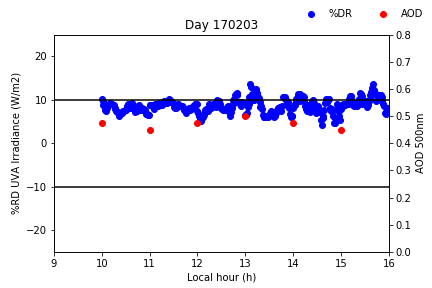 %DR AOD
Day 170203
20
10
0
−10
−20
%RD UVA Irradiance (W/m2)
0.8
0.7
0.6
0.5
0.4
0.3
0.2
0.1
0.0
AOD 500nm
9 10 11 12 13 14 15 16
Local hour (h)